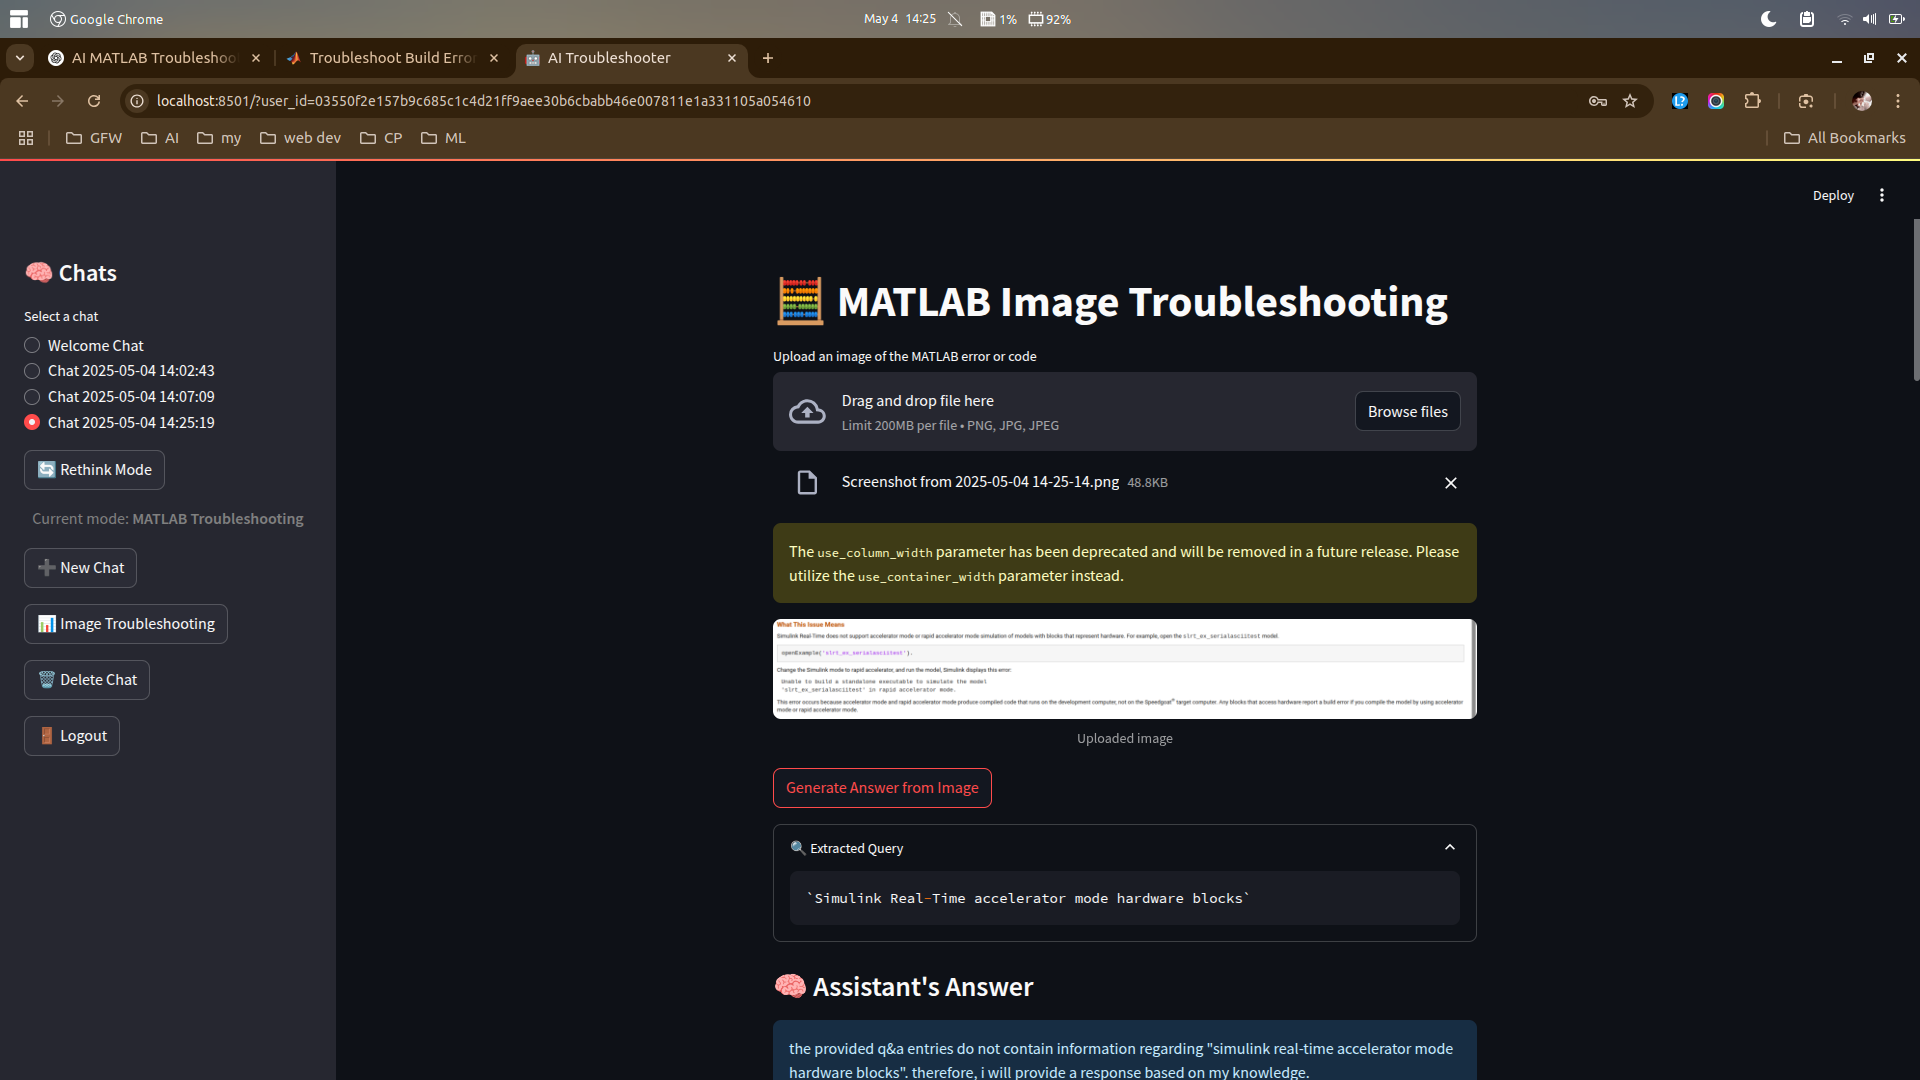 Google Chrome
May 4 14:25
1%
92%
AI MATLAB Troubleshoo
Troubleshoot Build Erro
AI Troubleshooter
localhost:8501/?user_id=03550f2e157b9c685c1c4d21ff9aee30b6cbabb46e007811e1a331105a054610
GFW
AI
my
web dev
CP
ML
All Bookmarks
Deploy
Chats
Select a chat
Welcome Chat
Chat 2025-05-04 14:02:43
Chat 2025-05-04 14:07:09
Chat 2025-05-04 14:25:19
Rethink Mode
Current mode: MATLAB Troubleshooting
New Chat
Image Troubleshooting
Delete Chat
Logout
MATLAB Image Troubleshooting
Upload an image of the MATLAB error or code
Drag and drop file here
Limit 200MB per file • PNG, JPG, JPEG
Browse files
Screenshot from 2025-05-04 14-25-14.png 48.8KB
The use_column_width parameter has been deprecated and will be removed in a future release. Please
utilize the use_container_width parameter instead.
What This Issue Means
Simulink Real-Time does not support accelerator mode or rapid accelerator mode simulation of models with blocks that represent hardware. For example, open the slrt_ex_serialasciitest model.
openExample('slrt_ex_serialasciitest').
Change the Simulink mode to rapid accelerator, and run the model, Simulink displays this error:
Unable to build a standalone executable to simulate the model
'slrt_ex_serialasciitest' in rapid accelerator mode.
This error occurs because accelerator mode and rapid accelerator mode produce compiled code that runs on the development computer, not on the Speedgoat® target computer. Any blocks that access hardware report a build error if you compile the model by using accelerator
mode or rapid accelerator mode.
Uploaded image
Generate Answer from Image
Extracted Query
`Simulink Real-Time accelerator mode hardware blocks`
Assistant's Answer
the provided q&a entries do not contain information regarding "simulink real-time accelerator mode
hardware blocks". therefore, i will provide a response based on my knowledge.